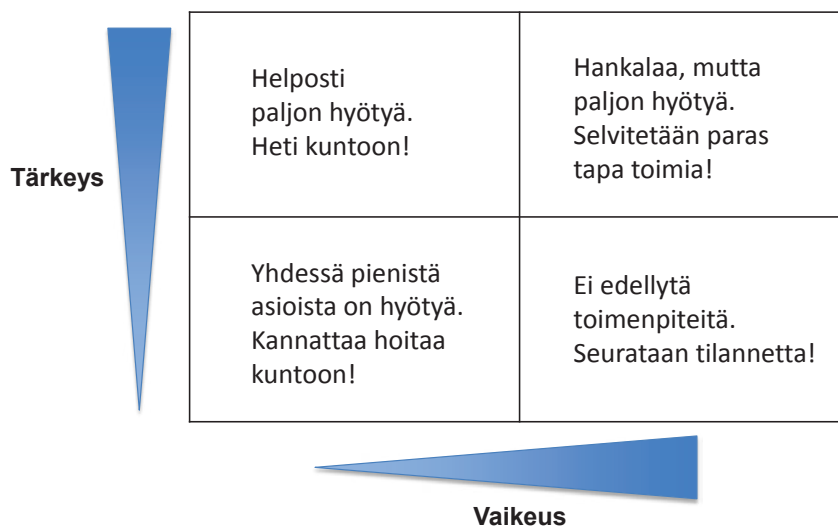 Tärkeys
Helposti
paljon hyötyä.
Heti kuntoon!
Hankalaa, mutta
paljon hyötyä.
Selvitetään paras
tapa toimia!
Yhdessä pienistä
asioista on hyötyä.
Kannattaa hoitaa
kuntoon!
Ei edellytä
toimenpiteitä.
Seurataan tilannetta!
Vaikeus